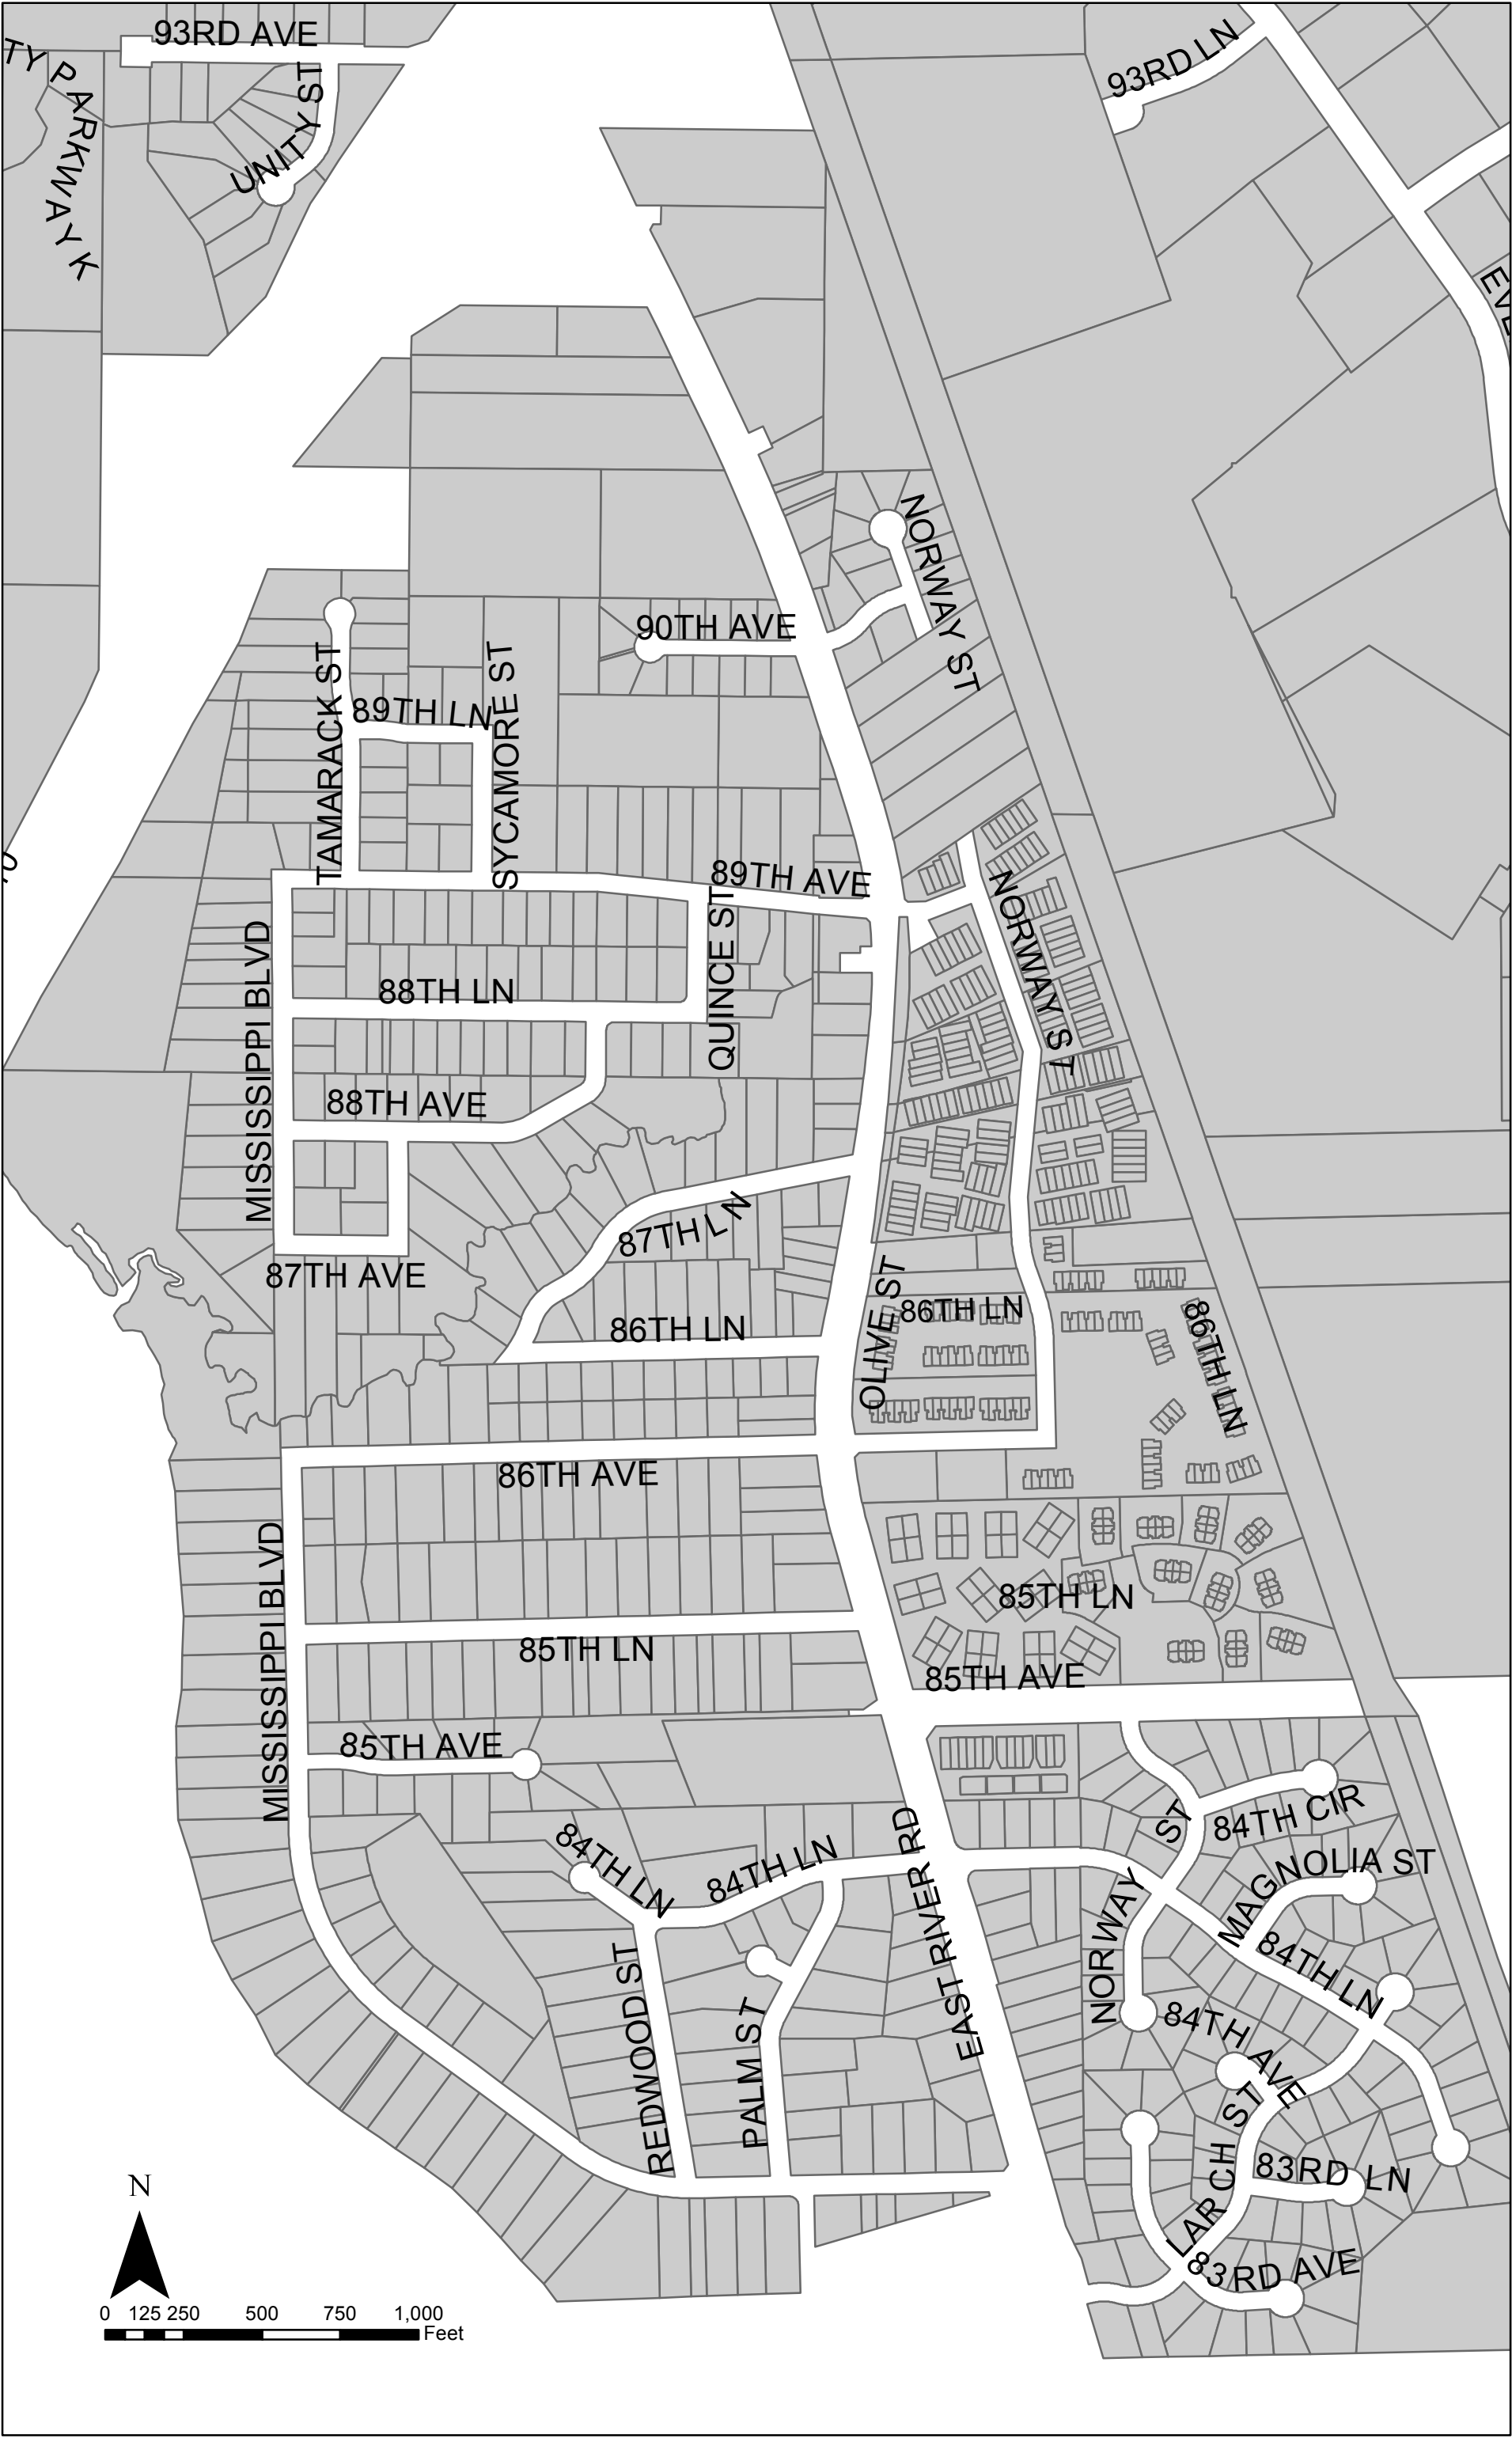 93RD AVE
TY PARKWAY K
UNITY ST
93RD LN
EVE
NORWAY ST
90TH AVE
TAMARACK ST
89TH LN
SYCAMORE ST
89TH AVE
QUINCE ST
NORWAY ST
MISSISSIPPI BLVD
88TH LN
88TH AVE
87TH LN
87TH AVE
OLIVE ST
86TH LN
86TH LN
86TH LN
86TH AVE
MISSISSIPPI BLVD
85TH LN
85TH LN
85TH AVE
85TH AVE
84TH LN
84TH LN
EAST RIVER RD
NORWAY ST
84TH CIR
MAGNOLIA ST
84TH LN
REDWOOD ST
PALM ST
84TH AVE
LARCH ST
83RD LN
83RD AVE
N
0 125 250 500 750 1,000
Feet